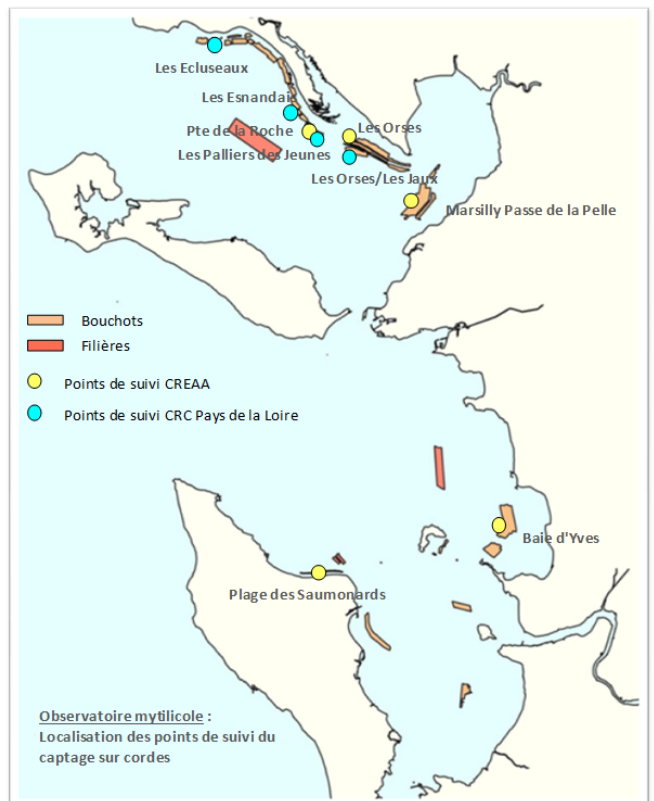 Les Ecluseaux
Les Esnandais
Pte de la Roche
Les Orses
Les Palliers des Jeunes
Les Orses/Les Jaux
Marsilly Passe de la Pelle
Bouchots
Filières
Points de suivi CREAA
Points de suivi CRC Pays de la Loire
Baie d'Yves
Plage des Saumonards
Observatoire mytilicole :
Localisation des points de suivi du
captage sur cordes